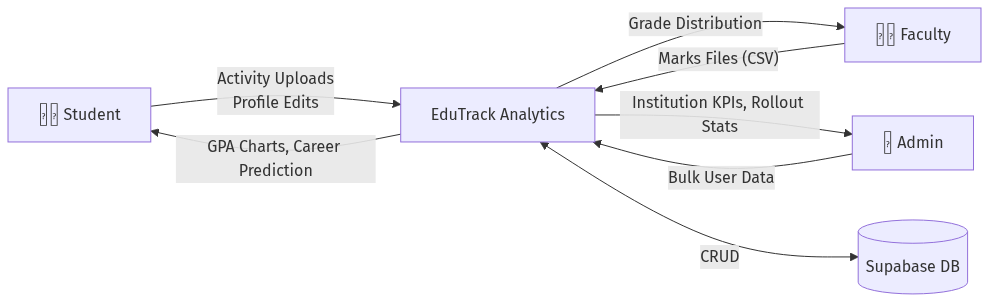 Grade Distribution
Faculty
Marks Files (CSV)
Activity Uploads
Profile Edits
Student
EduTrack Analytics
Institution KPIs, Rollout
Stats
GPA Charts, Career
Prediction
Admin
Bulk User Data
CRUD
Supabase DB